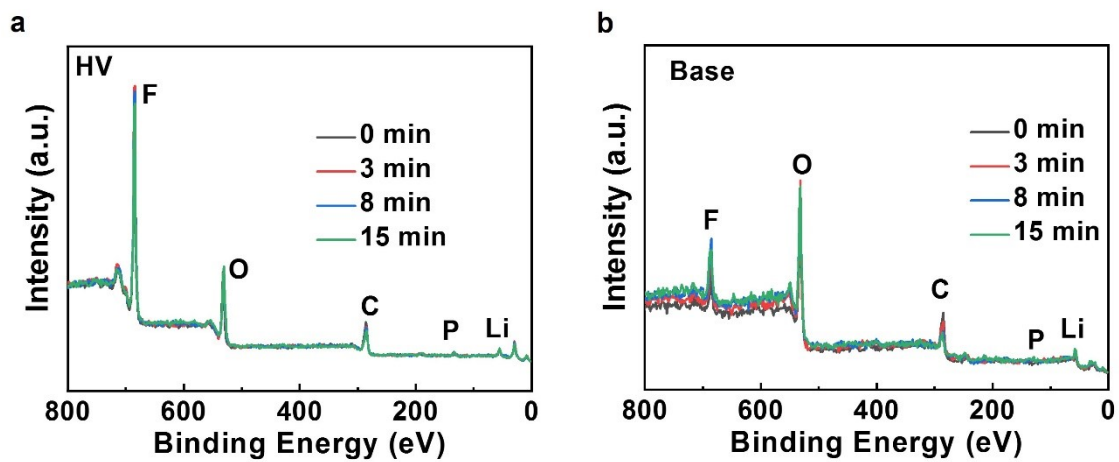 a
HV
F
0 min
3 min
8 min
15 min
O
C
P
Li
Intensity (a.u.)
800
600
400
200
0
Binding Energy (eV)
b
Base
0 min
3 min
8 min
15 min
O
F
C
P
Li
Intensity (a.u.)
800
600
400
200
0
Binding Energy (eV)